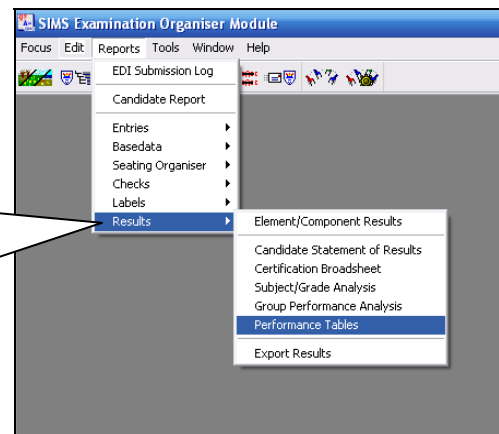 SIMS Examination Organiser Module
Focus Edit Reports Tools Window Help
EDI Submission Log
Candidate Report
Entries
Basedata
Seating Organiser
Checks
Labels
Results
Element/Component Results
Candidate Statement of Results
Certification Broadsheet
Subject/Grade Analysis
Group Performance Analysis
Performance Tables
Export Results